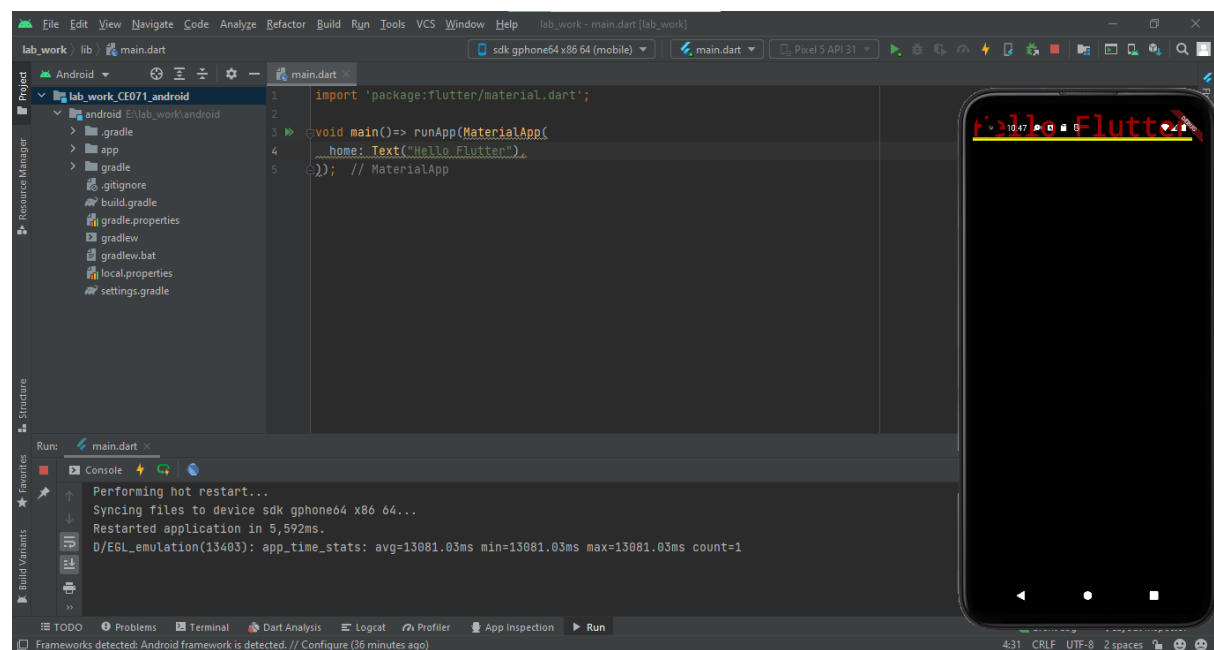 File Edit View Navigate Code Analyze Refactor Build Run Tools VCS Window Help lab_work - main.dart [lab_work]
lab_work lib main.dart
sdk gphone64 x86 64 (mobile) main.dart Pixel 5 API 31
Project
Resource Manager
Structure
Favorites
Build Variants
Android
lab_work_CE071_android
android E:\lab_work\android
.gradle
app
gradle
.gitignore
build.gradle
gradle.properties
gradlew
gradlew.bat
local.properties
settings.gradle
main.dart
1 import 'package:flutter/material.dart';
2
3 void main()=> runApp(MaterialApp(
4 home: Text("Hello Flutter"),
5 )); // MaterialApp
10:47
Hello Flutter
DEBUG
Run: main.dart
Console
Performing hot restart...
Syncing files to device sdk gphone64 x86 64...
Restarted application in 5,592ms.
D/EGL_emulation(13403): app_time_stats: avg=13081.03ms min=13081.03ms max=13081.03ms count=1
TODO Problems Terminal Dart Analysis Logcat Profiler App Inspection Run
Frameworks detected: Android framework is detected. // Configure (36 minutes ago)
4:31 CRLF UTF-8 2 spaces